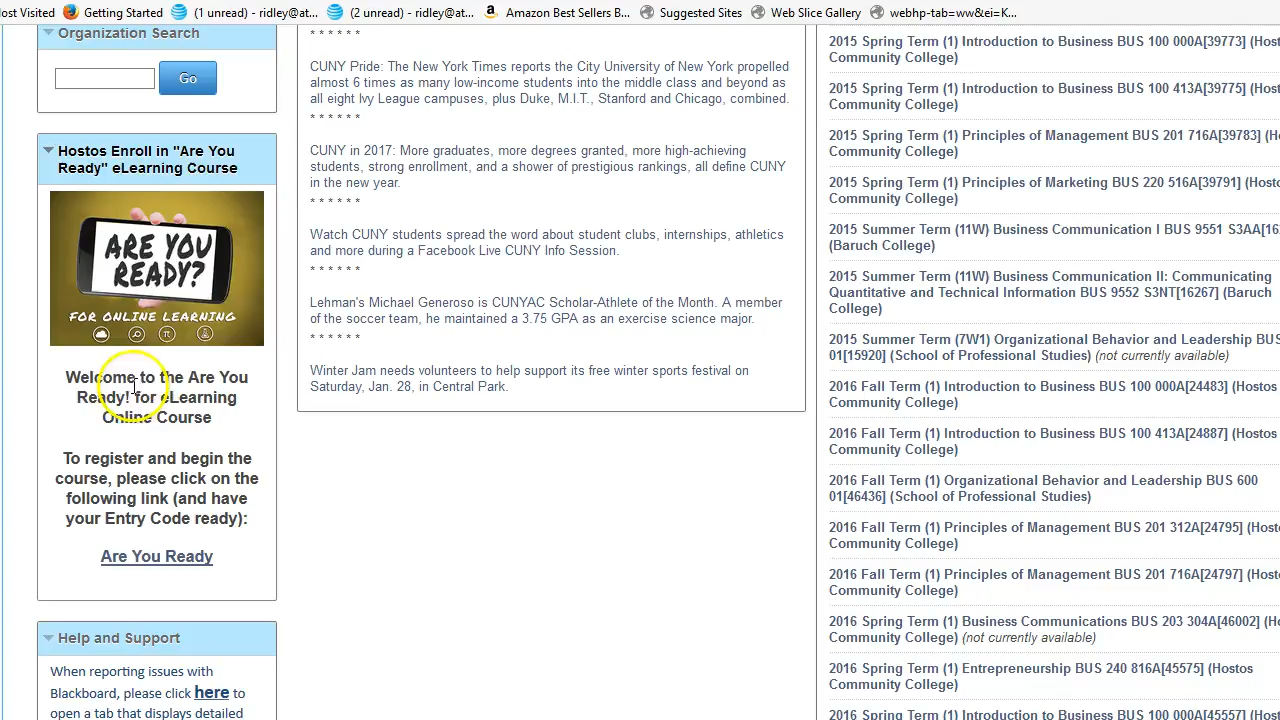 ost Visited
Getting Started
(1 unread) - ridley@at...
(2 unread) - ridley@at...
Amazon Best Sellers B...
Suggested Sites
Web Slice Gallery
webhp-tab=ww&ei=K...
Organization Search
Go
Hostos Enroll in "Are You
Ready" eLearning Course
ARE YOU
READY?
FOR ONLINE LEARNING
Welcome to the Are You
Ready! for eLearning
Online Course
To register and begin the
course, please click on the
following link (and have
your Entry Code ready):
Are You Ready
Help and Support
When reporting issues with
Blackboard, please click here to
open a tab that displays detailed
* * * * * *
CUNY Pride: The New York Times reports the City University of New York propelled
almost 6 times as many low-income students into the middle class and beyond as
all eight Ivy League campuses, plus Duke, M.I.T., Stanford and Chicago, combined.
* * * * * *
CUNY in 2017: More graduates, more degrees granted, more high-achieving
students, strong enrollment, and a shower of prestigious rankings, all define CUNY
in the new year.
* * * * * *
Watch CUNY students spread the word about student clubs, internships, athletics
and more during a Facebook Live CUNY Info Session.
* * * * * *
Lehman's Michael Generoso is CUNYAC Scholar-Athlete of the Month. A member
of the soccer team, he maintained a 3.75 GPA as an exercise science major.
* * * * * *
Winter Jam needs volunteers to help support its free winter sports festival on
Saturday, Jan. 28, in Central Park.
2015 Spring Term (1) Introduction to Business BUS 100 000A[39773] (Hostos
Community College)
2015 Spring Term (1) Introduction to Business BUS 100 413A[39775] (Hostos
Community College)
2015 Spring Term (1) Principles of Management BUS 201 716A[39783] (H
Community College)
2015 Spring Term (1) Principles of Marketing BUS 220 516A[39791] (Hostos
Community College)
2015 Summer Term (11W) Business Communication I BUS 9551 S3AA[16
(Baruch College)
2015 Summer Term (11W) Business Communication II: Communicating
Quantitative and Technical Information BUS 9552 S3NT[16267] (Baruch
College)
2015 Summer Term (7W1) Organizational Behavior and Leadership BUS
01[15920] (School of Professional Studies) (not currently available)
2016 Fall Term (1) Introduction to Business BUS 100 000A[24483] (Hostos
Community College)
2016 Fall Term (1) Introduction to Business BUS 100 413A[24887] (Hostos
Community College)
2016 Fall Term (1) Organizational Behavior and Leadership BUS 600
01[46436] (School of Professional Studies)
2016 Fall Term (1) Principles of Management BUS 201 312A[24795] (Hosto
Community College)
2016 Fall Term (1) Principles of Management BUS 201 716A[24797] (Hosto
Community College)
2016 Spring Term (1) Business Communications BUS 203 304A[46002] (Ho
Community College) (not currently available)
2016 Spring Term (1) Entrepreneurship BUS 240 816A[45575] (Hostos
Community College)
2016 Spring Term (1) Introduction to Business BUS 100 000A[45557] (Hostos